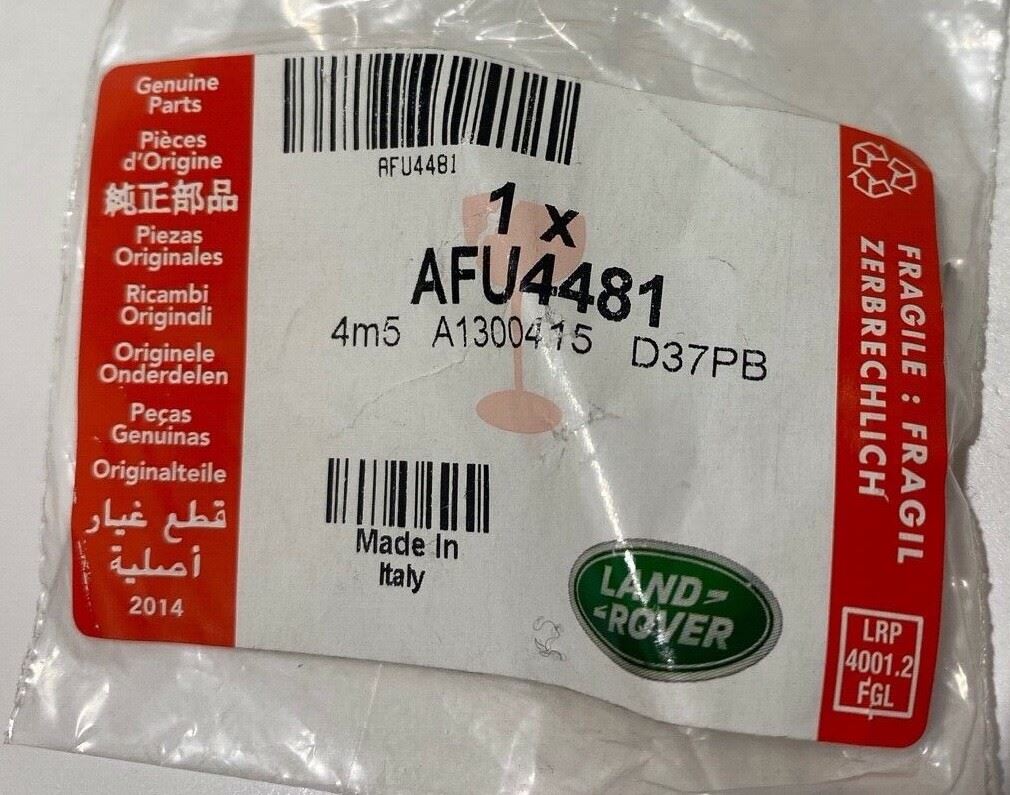 Genuine
Parts
Pièces
d'Origine
純正部品
Piezas
Originales
Ricambi
Originali
Originele
Onderdelen
Peças
Genuinas
Originalteile
قطع غيار
أصلية
2014
AFU4481
1 x
AFU4481
4m5 A1300415 D37PB
Made In
Italy
LAND
ROVER
FRAGILE : FRAGIL
ZERBRECHLICH
LRP
4001.2
FGL